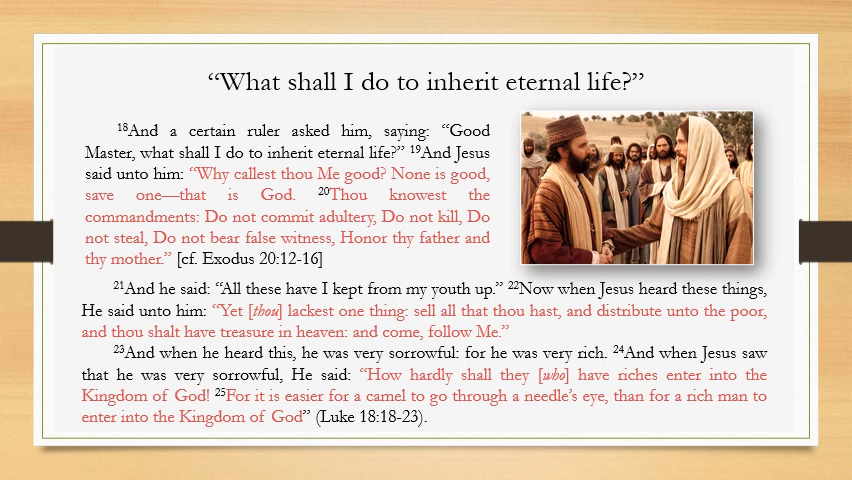 “What shall I do to inherit eternal life?”
18And a certain ruler asked him, saying: “Good
Master, what shall I do to inherit eternal life?” 19And Jesus
said unto him: “Why callest thou Me good? None is good,
save one—that is God. 20Thou knowest the
commandments: Do not commit adultery, Do not kill, Do
not steal, Do not bear false witness, Honor thy father and
thy mother.” [cf. Exodus 20:12-16]
21And he said: “All these have I kept from my youth up.” 22Now when Jesus heard these things,
He said unto him: “Yet [thou] lackest one thing: sell all that thou hast, and distribute unto the poor,
and thou shalt have treasure in heaven: and come, follow Me.”
23And when he heard this, he was very sorrowful: for he was very rich. 24And when Jesus saw
that he was very sorrowful, He said: “How hardly shall they [who] have riches enter into the
Kingdom of God! 25For it is easier for a camel to go through a needle’s eye, than for a rich man to
enter into the Kingdom of God” (Luke 18:18-23).